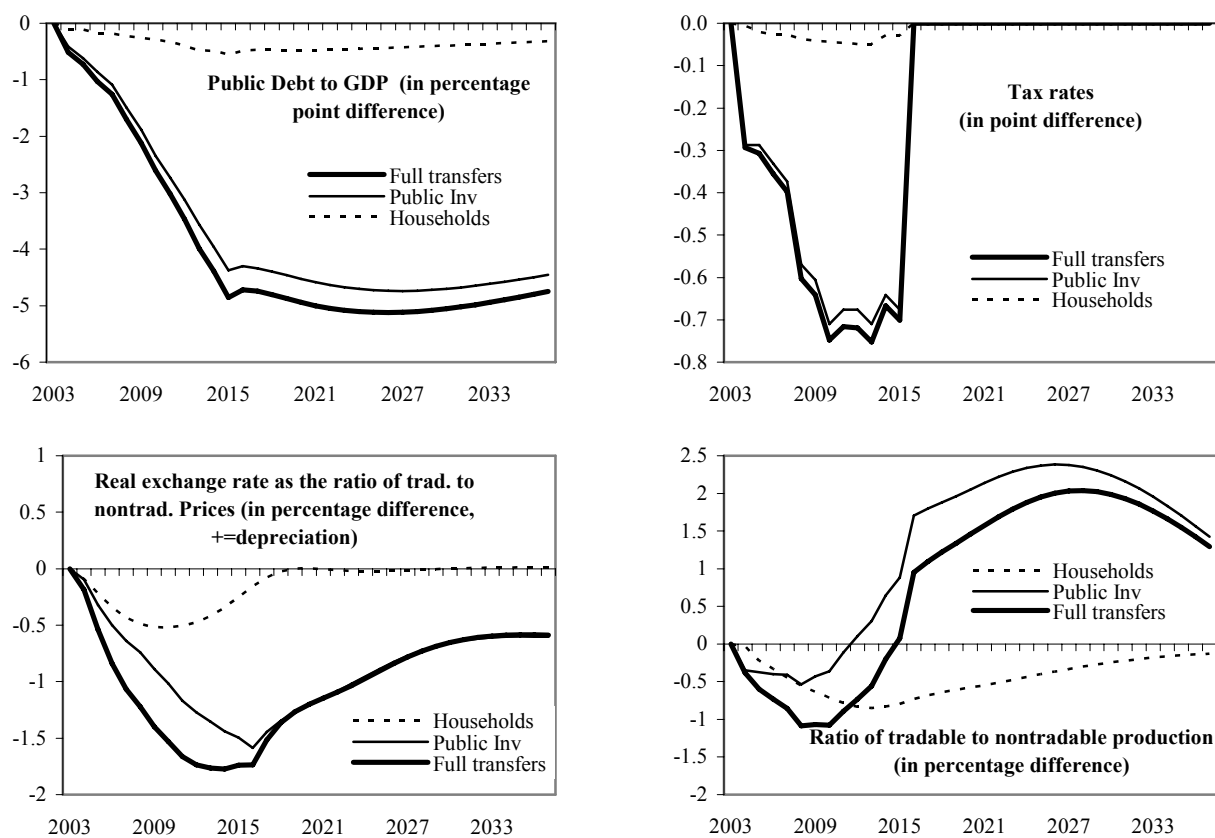 0
-1
-2
-3
-4
-5
-6
Public Debt to GDP (in percentage
point difference)
Full transfers
Public Inv
Households
2003 2009 2015 2021 2027 2033
0.0
-0.1
-0.2
-0.3
-0.4
-0.5
-0.6
-0.7
-0.8
Tax rates
(in point difference)
Full transfers
Public Inv
Households
2003 2009 2015 2021 2027 2033
1
0.5
0
-0.5
-1
-1.5
-2
Real exchange rate as the ratio of trad. to
nontrad. Prices (in percentage difference,
+=depreciation)
Households
Public Inv
Full transfers
2003 2009 2015 2021 2027 2033
2.5
2
1.5
1
0.5
0
-0.5
-1
-1.5
-2
Households
Public Inv
Full transfers
Ratio of tradable to nontradable production
(in percentage difference)
2003 2009 2015 2021 2027 2033